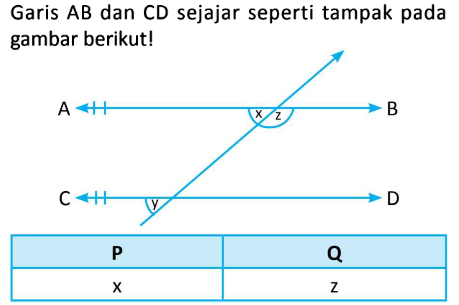 Garis AB dan CD sejajar seperti tampak pada
gambar berikut!
A x z B
C y D
P Q
x z